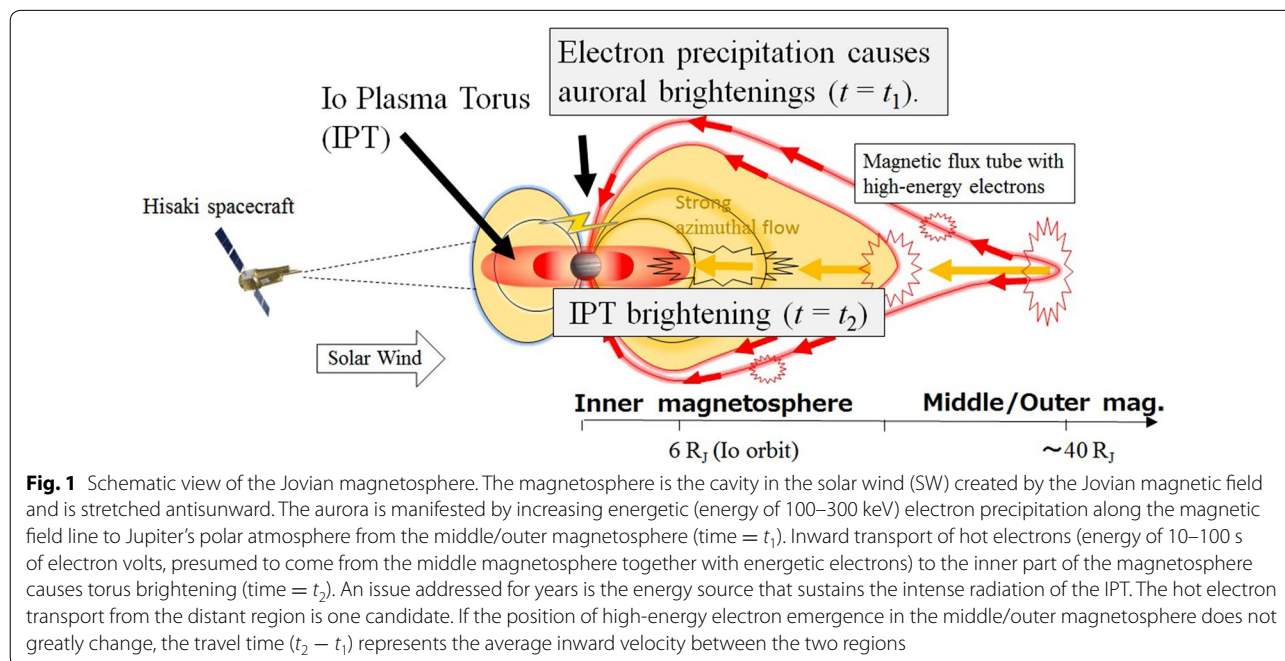 Electron precipitation causes
auroral brightenings (t = t₁).
Io Plasma Torus
(IPT)
Magnetic flux tube with
high-energy electrons
Hisaki spacecraft
Strong
azimuthal flow
IPT brightening (t = t₂)
Solar Wind
Inner magnetosphere
Middle/Outer mag.
6 R_J (Io orbit)
～40 R_J
Fig. 1 Schematic view of the Jovian magnetosphere. The magnetosphere is the cavity in the solar wind (SW) created by the Jovian magnetic field
and is stretched antisunward. The aurora is manifested by increasing energetic (energy of 100–300 keV) electron precipitation along the magnetic
field line to Jupiter's polar atmosphere from the middle/outer magnetosphere (time = t₁). Inward transport of hot electrons (energy of 10–100 s
of electron volts, presumed to come from the middle magnetosphere together with energetic electrons) to the inner part of the magnetosphere
causes torus brightening (time = t₂). An issue addressed for years is the energy source that sustains the intense radiation of the IPT. The hot electron
transport from the distant region is one candidate. If the position of high-energy electron emergence in the middle/outer magnetosphere does not
greatly change, the travel time (t₂ − t₁) represents the average inward velocity between the two regions